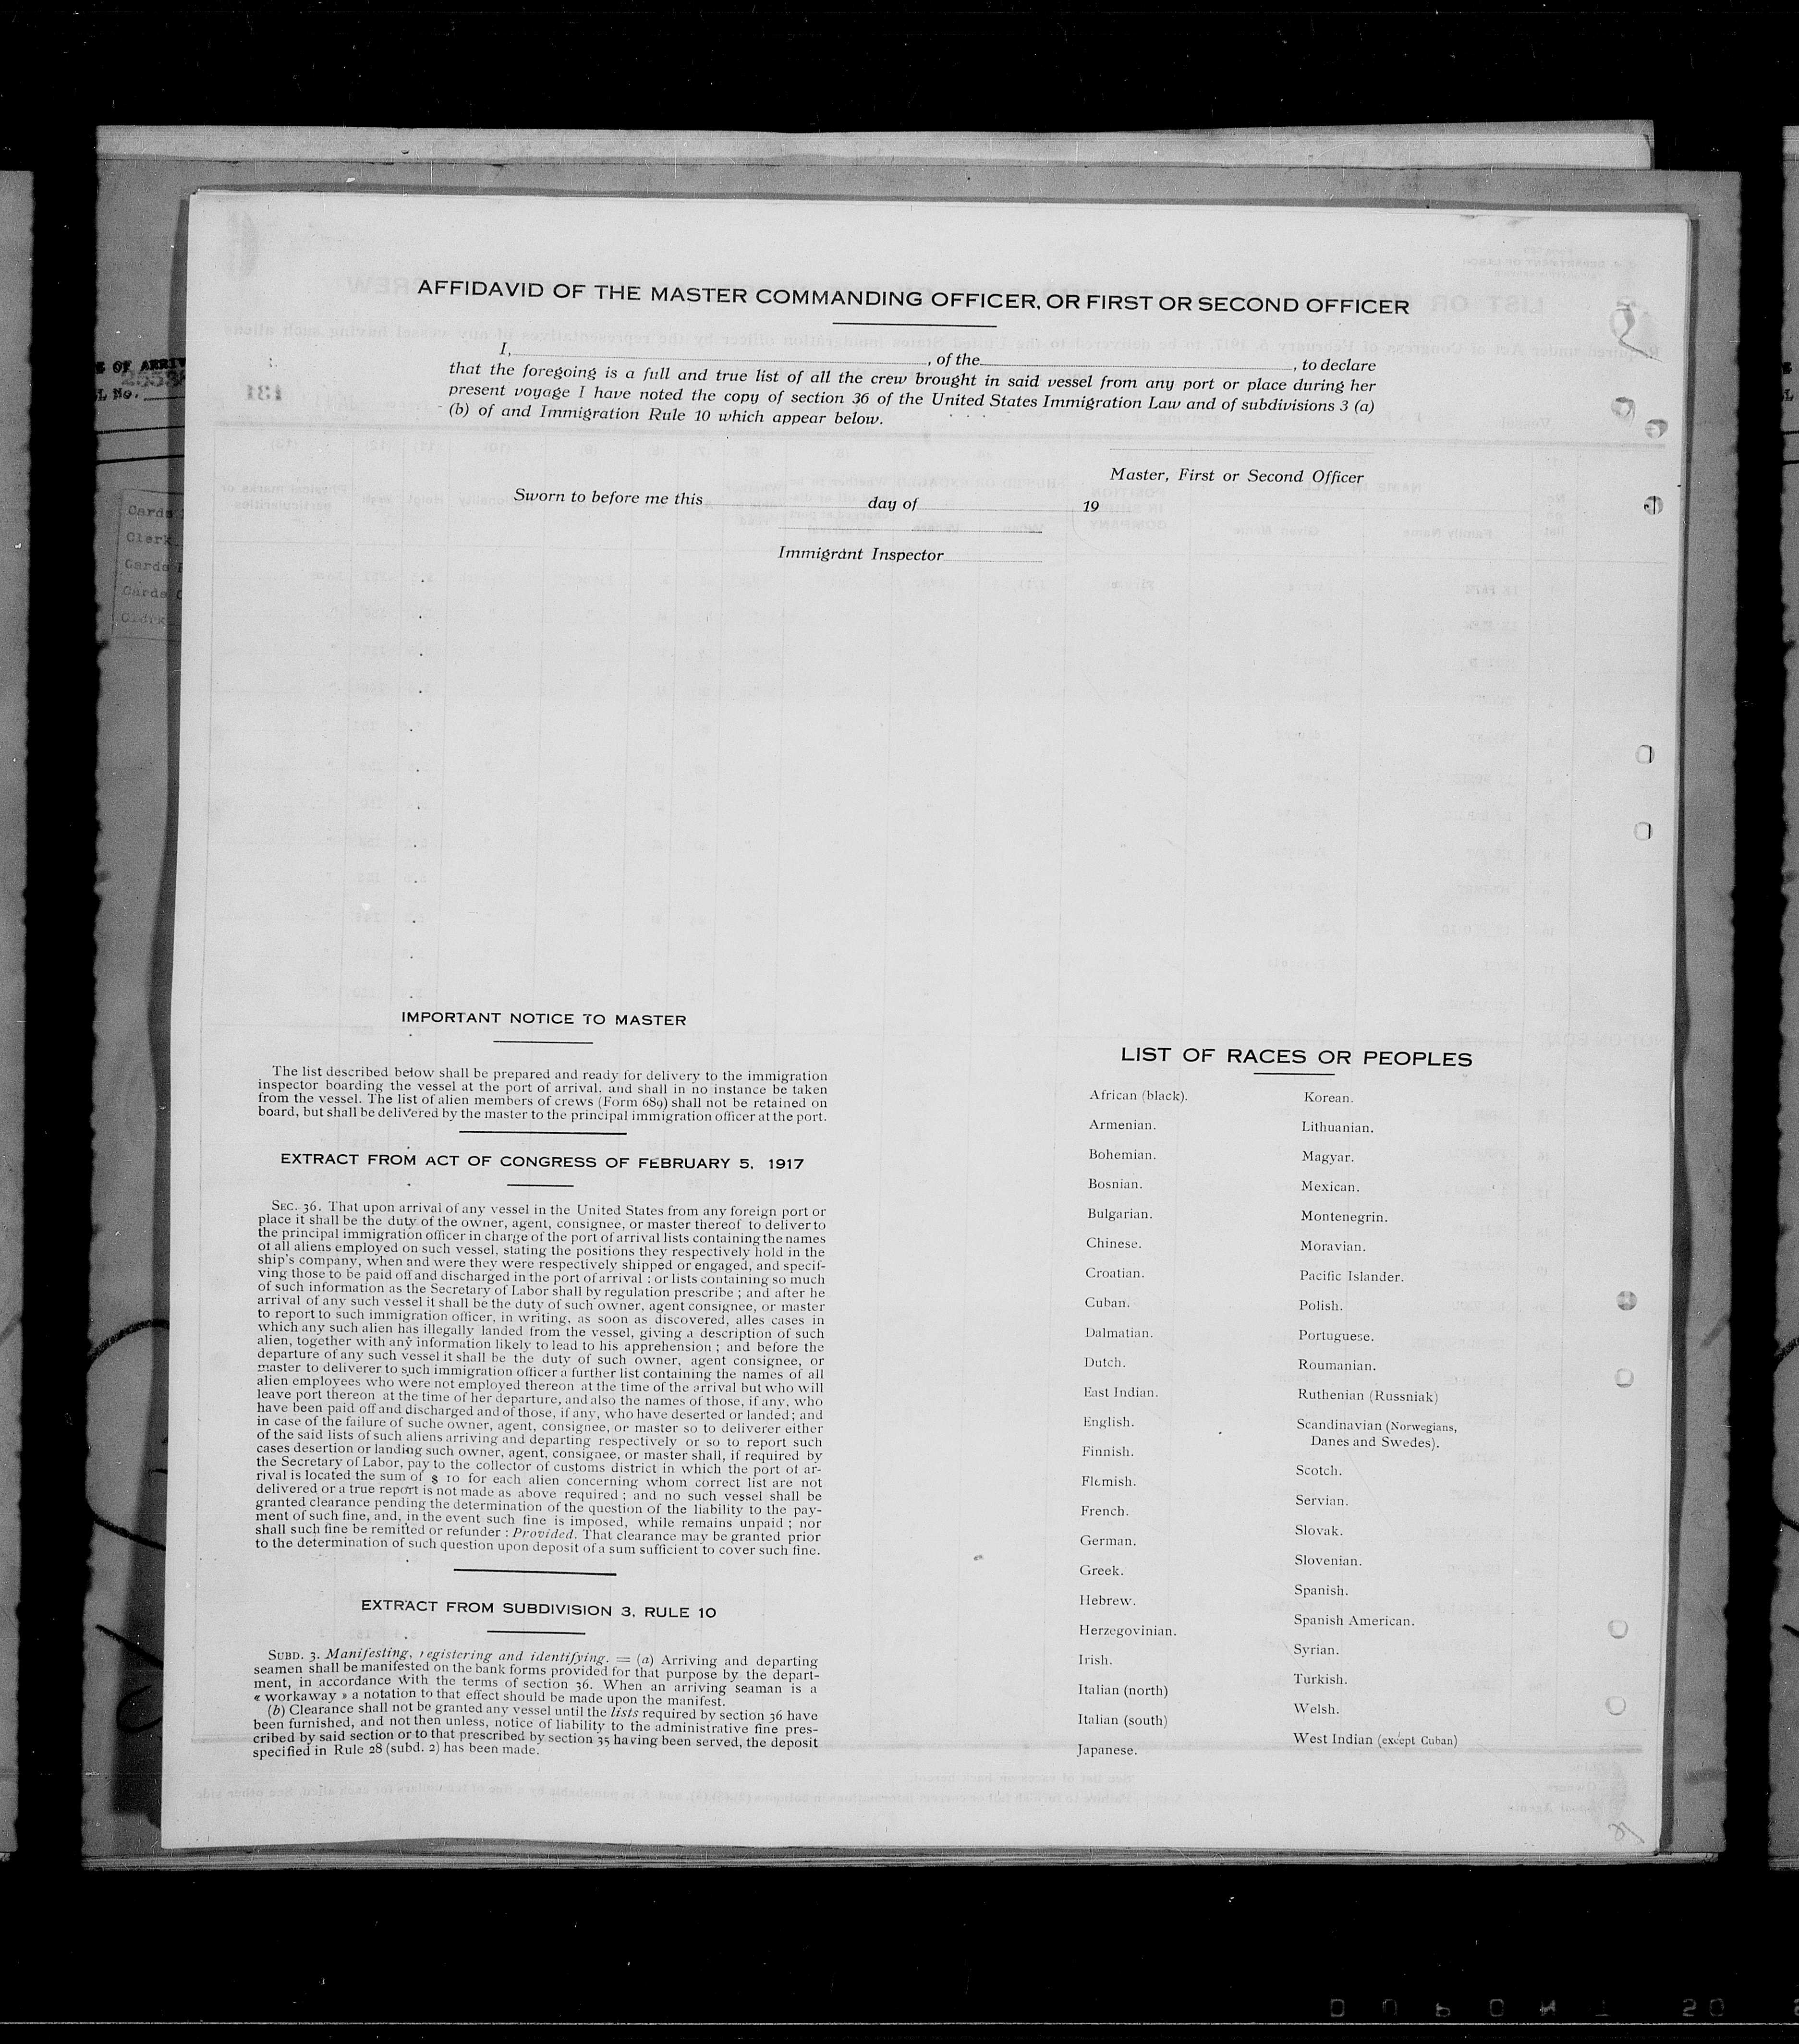 AFFIDAVID OF THE MASTER COMMANDING OFFICER, OR FIRST OR SECOND OFFICER
I, , of the , to declare
that the foregoing is a full and true list of all the crew brought in said vessel from any port or place during her
present voyage I have noted the copy of section 36 of the United States Immigration Law and of subdivisions 3 (a)
(b) of and Immigration Rule 10 which appear below.
Master, First or Second Officer
Sworn to before me this day of 19
Immigrant Inspector
IMPORTANT NOTICE TO MASTER
The list described below shall be prepared and ready for delivery to the immigration
inspector boarding the vessel at the port of arrival, and shall in no instance be taken
from the vessel. The list of alien members of crews (Form 689) shall not be retained on
board, but shall be delivered by the master to the principal immigration officer at the port.
EXTRACT FROM ACT OF CONGRESS OF FEBRUARY 5, 1917
SEC. 36. That upon arrival of any vessel in the United States from any foreign port or
place it shall be the duty of the owner, agent, consignee, or master thereof to deliver to
the principal immigration officer in charge of the port of arrival lists containing the names
of all aliens employed on such vessel, stating the positions they respectively hold in the
ship's company, when and were they were respectively shipped or engaged, and specif-
ving those to be paid off and discharged in the port of arrival : or lists containing so much
of such information as the Secretary of Labor shall by regulation prescribe ; and after he
arrival of any such vessel it shall be the duty of such owner, agent consignee, or master
to report to such immigration officer, in writing, as soon as discovered, alles cases in
which any such alien has illegally landed from the vessel, giving a description of such
alien, together with any information likely to lead to his apprehension ; and before the
departure of any such vessel it shall be the duty of such owner, agent consignee, or
master to deliverer to such immigration officer a further list containing the names of all
alien employees who were not employed thereon at the time of the arrival but who will
leave port thereon at the time of her departure, and also the names of those, if any, who
have been paid off and discharged and of those, if any, who have deserted or landed ; and
in case of the failure of suche owner, agent, consignee, or master so to deliverer either
of the said lists of such aliens arriving and departing respectively or so to report such
cases desertion or landing such owner, agent, consignee, or master shall, if required by
the Secretary of Labor, pay to the collector of customs district in which the port of ar-
rival is located the sum of $ 10 for each alien concerning whom correct list are not
delivered or a true report is not made as above required ; and no such vessel shall be
granted clearance pending the determination of the question of the liability to the pay-
ment of such fine, and, in the event such fine is imposed, while remains unpaid ; nor
shall such fine be remitted or refunder : Provided. That clearance may be granted prior
to the determination of such question upon deposit of a sum sufficient to cover such fine.
EXTRACT FROM SUBDIVISION 3, RULE 10
SUBD. 3. Manifesting, registering and identifying. = (a) Arriving and departing
seamen shall be manifested on the bank forms provided for that purpose by the depart-
ment, in accordance with the terms of section 36. When an arriving seaman is a
« workaway » a notation to that effect should be made upon the manifest.
(b) Clearance shall not be granted any vessel until the lists required by section 36 have
been furnished, and not then unless, notice of liability to the administrative fine pres-
cribed by said section or to that prescribed by section 35 having been served, the deposit
specified in Rule 28 (subd. 2) has been made.
LIST OF RACES OR PEOPLES
African (black).
Armenian.
Bohemian.
Bosnian.
Bulgarian.
Chinese.
Croatian.
Cuban.
Dalmatian.
Dutch.
East Indian.
English.
Finnish.
Flemish.
French.
German.
Greek.
Hebrew.
Herzegovinian.
Irish.
Italian (north)
Italian (south)
Japanese.
Korean.
Lithuanian.
Magyar.
Mexican.
Montenegrin.
Moravian.
Pacific Islander.
Polish.
Portuguese.
Roumanian.
Ruthenian (Russniak)
Scandinavian (Norwegians,
Danes and Swedes).
Scotch.
Servian.
Slovak.
Slovenian.
Spanish.
Spanish American.
Syrian.
Turkish.
Welsh.
West Indian (except Cuban)
Cards
Clerk
Cards
Cards
Clerk